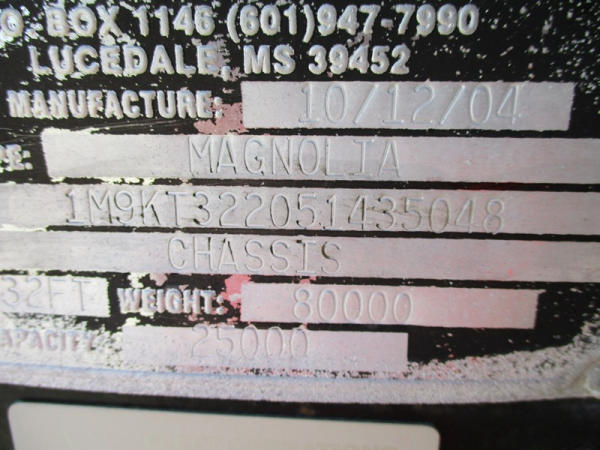 O. BOX 1146 (601)947-7990
LUCEDALE, MS 39452
MANUFACTURE: 10/12/04
MAGNOLIA
1M9KT322051435048
CHASSIS
32FT WEIGHT: 80000
CAPACITY 25000